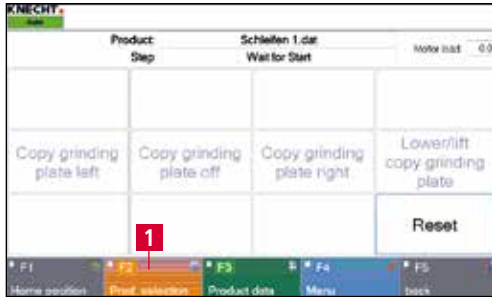 KNECHT
Product: Schleifen 1.dat
Step Wait for Start
Motor load 0.0
Copy grinding plate left
Copy grinding plate off
Copy grinding plate right
Lower/lift copy grinding plate
Reset
1
F1 F2 F3 F4 F5
Home position Prod. selection Product data Menu back